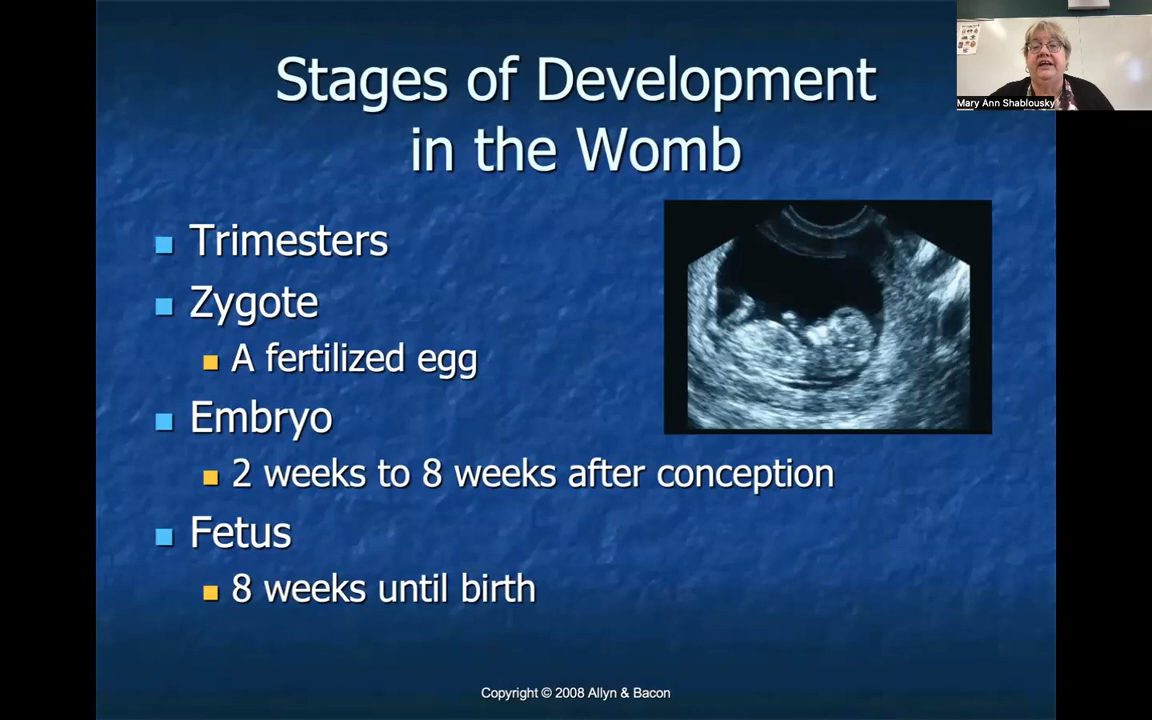 Stages of Development
in the Womb
Trimesters
Zygote
A fertilized egg
Embryo
2 weeks to 8 weeks after conception
Fetus
8 weeks until birth
Copyright © 2008 Allyn & Bacon
Mary Ann Shablousky